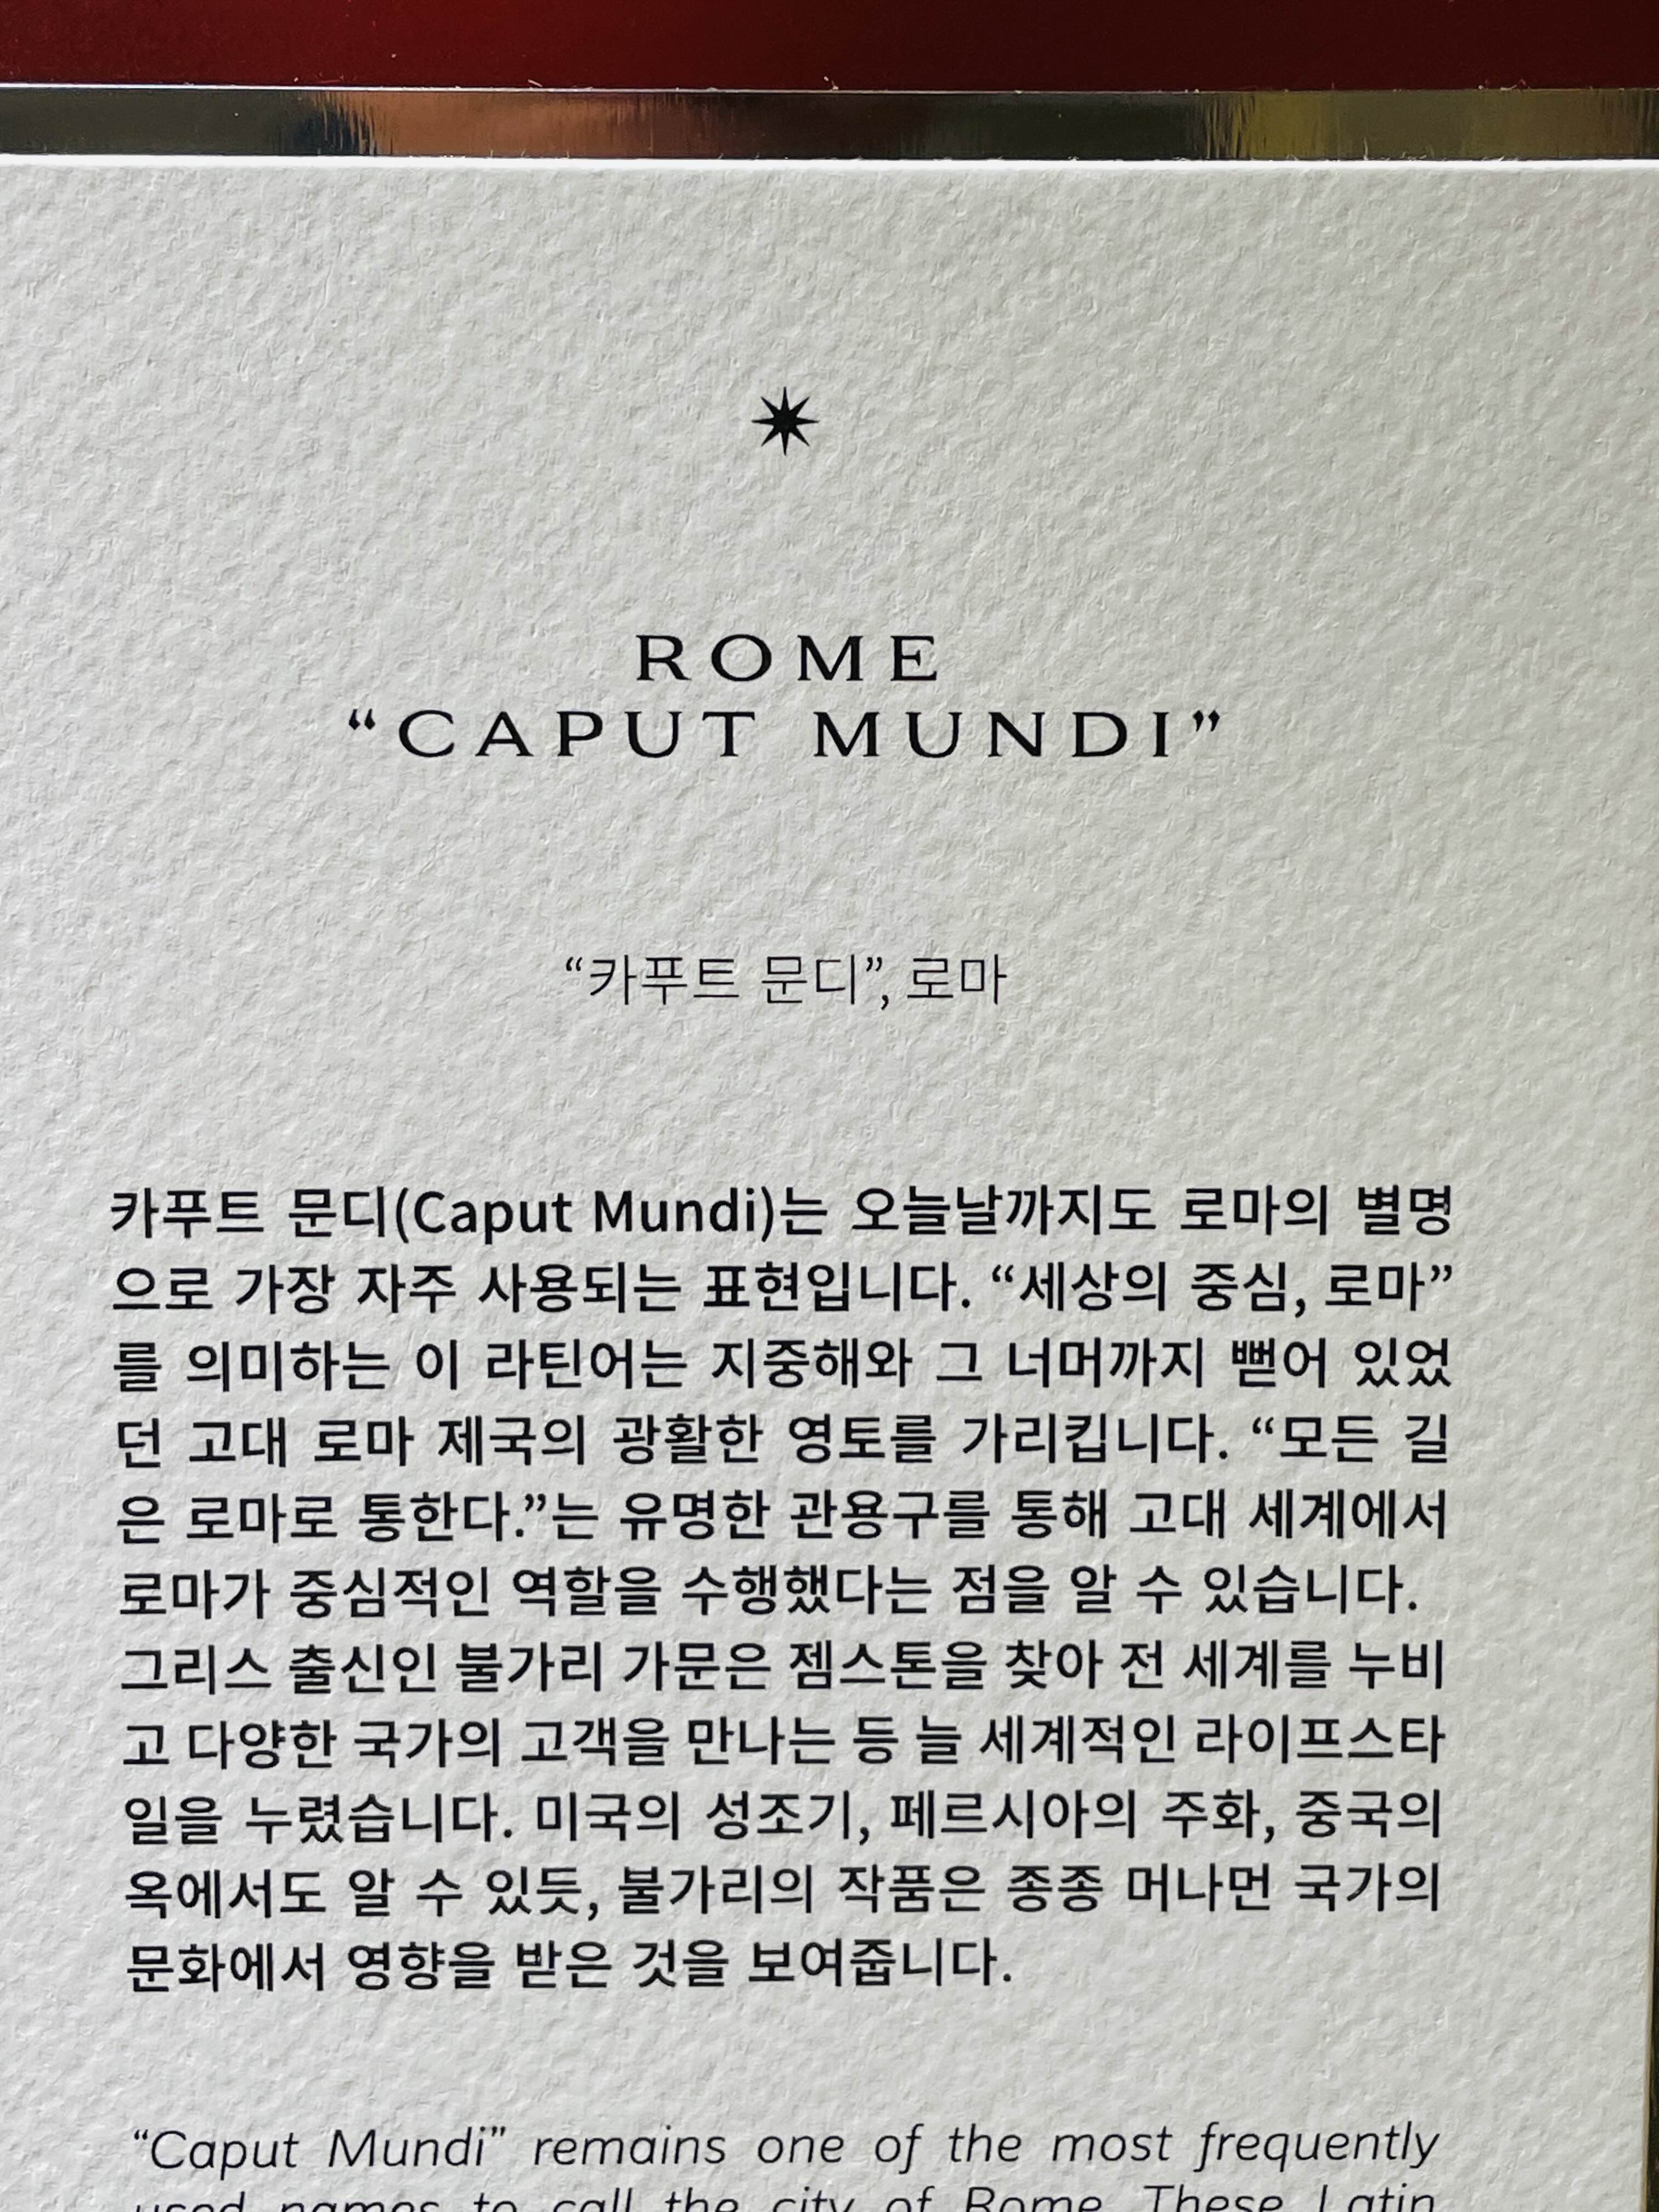 ROME
“CAPUT MUNDI”
“카푸트 문디”, 로마
카푸트 문디(Caput Mundi)는 오늘날까지도 로마의 별명
으로 가장 자주 사용되는 표현입니다. “세상의 중심, 로마”
를 의미하는 이 라틴어는 지중해와 그 너머까지 뻗어 있었
던 고대 로마 제국의 광활한 영토를 가리킵니다. “모든 길
은 로마로 통한다.”는 유명한 관용구를 통해 고대 세계에서
로마가 중심적인 역할을 수행했다는 점을 알 수 있습니다.
그리스 출신인 불가리 가문은 젬스톤을 찾아 전 세계를 누비
고 다양한 국가의 고객을 만나는 등 늘 세계적인 라이프스타
일을 누렸습니다. 미국의 성조기, 페르시아의 주화, 중국의
옥에서도 알 수 있듯, 불가리의 작품은 종종 머나먼 국가의
문화에서 영향을 받은 것을 보여줍니다.
“Caput Mundi” remains one of the most frequently
used names to call the city of Rome. These Latin